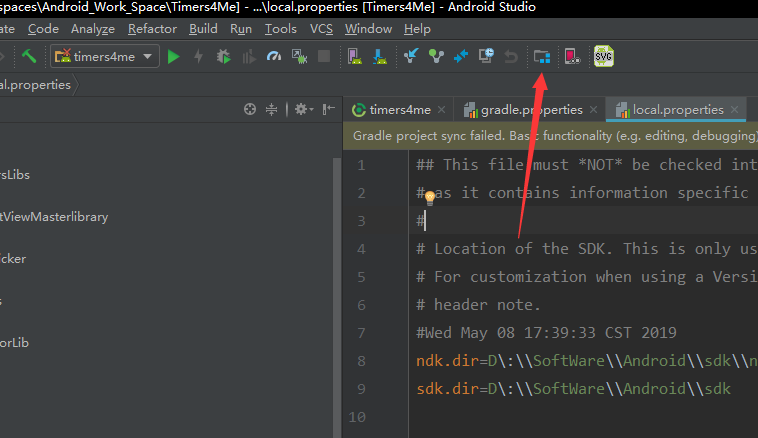 spaces\Android_Work_Space\Timers4Me] - ...\local.properties [Timers4Me] - Android Studio
ate Code Analyze Refactor Build Run Tools VCS Window Help
timers4me
SVG
al.properties
timers4me gradle.properties local.properties
Gradle project sync failed. Basic functionality (e.g. editing, debugging)
1 ## This file must *NOT* be checked int
rsLibs
2 # as it contains information specific
tViewMasterlibrary
3 #
icker
4 # Location of the SDK. This is only us
5 # For customization when using a Versi
s
6 # header note.
orLib
7 #Wed May 08 17:39:33 CST 2019
8 ndk.dir=D\:\\SoftWare\\Android\\sdk\\n
9 sdk.dir=D\:\\SoftWare\\Android\\sdk
10